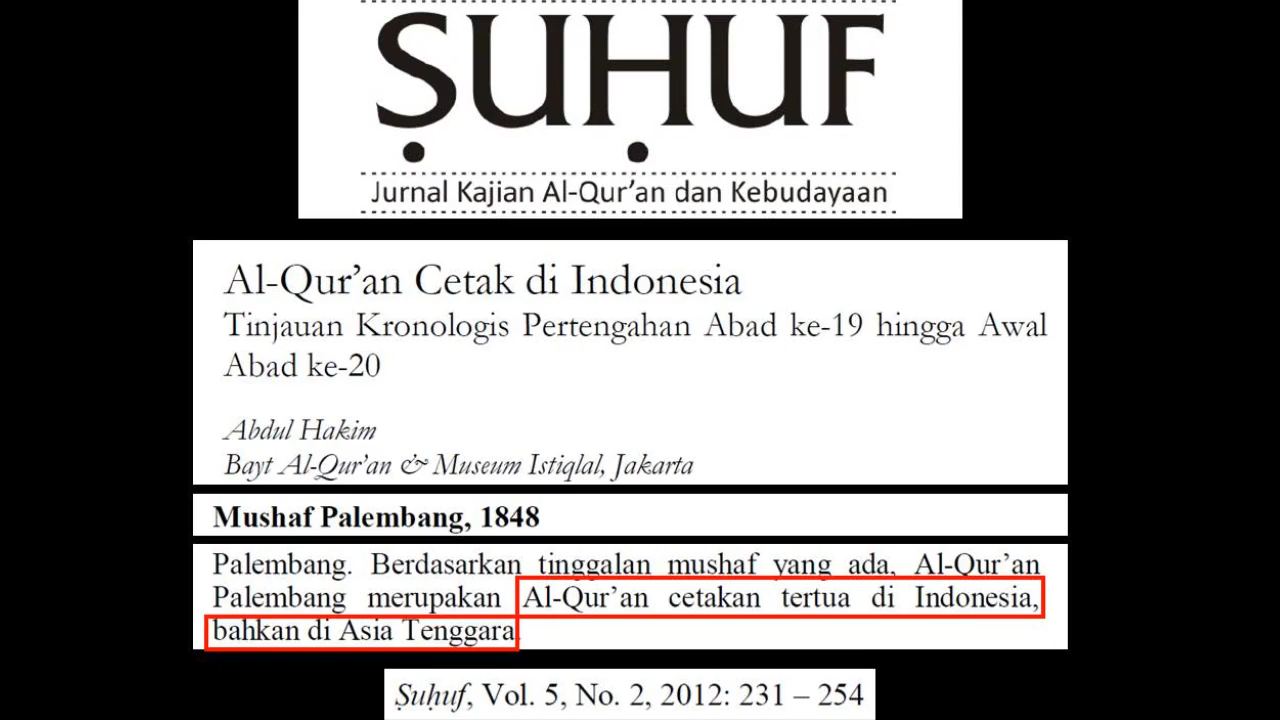 ṢUḤUF
Jurnal Kajian Al-Qur'an dan Kebudayaan
Al-Qur'an Cetak di Indonesia
Tinjauan Kronologis Pertengahan Abad ke-19 hingga Awal
Abad ke-20
Abdul Hakim
Bayt Al-Qur'an & Museum Istiqlal, Jakarta
Mushaf Palembang, 1848
Palembang. Berdasarkan tinggalan mushaf yang ada, Al-Qur'an
Palembang merupakan Al-Qur'an cetakan tertua di Indonesia,
bahkan di Asia Tenggara.
Ṣuḥuf, Vol. 5, No. 2, 2012: 231 – 254